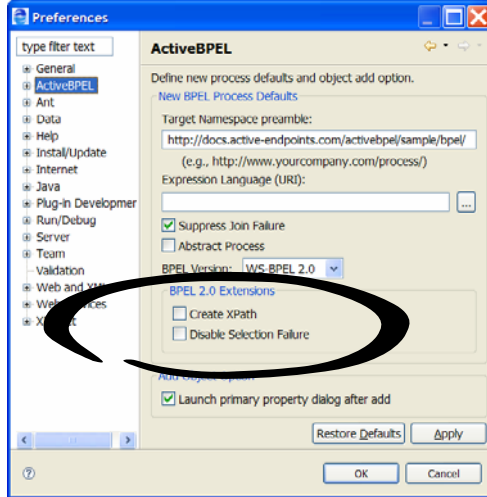 Preferences
type filter text
ActiveBPEL
General
ActiveBPEL
Ant
Data
Help
Install/Update
Internet
Java
Plug-in Developmer
Run/Debug
Server
Team
Validation
Web and
Web
Define new process defaults and object add option.
New BPEL Process Defaults
Target Namespace preamble:
http://docs.active-endpoints.com/activebpel/sample/bpel/
(e.g., http://www.yourcompany.com/process/)
Expression Language (URI):
...
Suppress Join Failure
Abstract Process
BPEL Version: WS-BPEL 2.0
BPEL 2.0 Extensions
Create XPath
Disable Selection Failure
Add Object Option
Launch primary property dialog after add
Restore Defaults
Apply
OK
Cancel